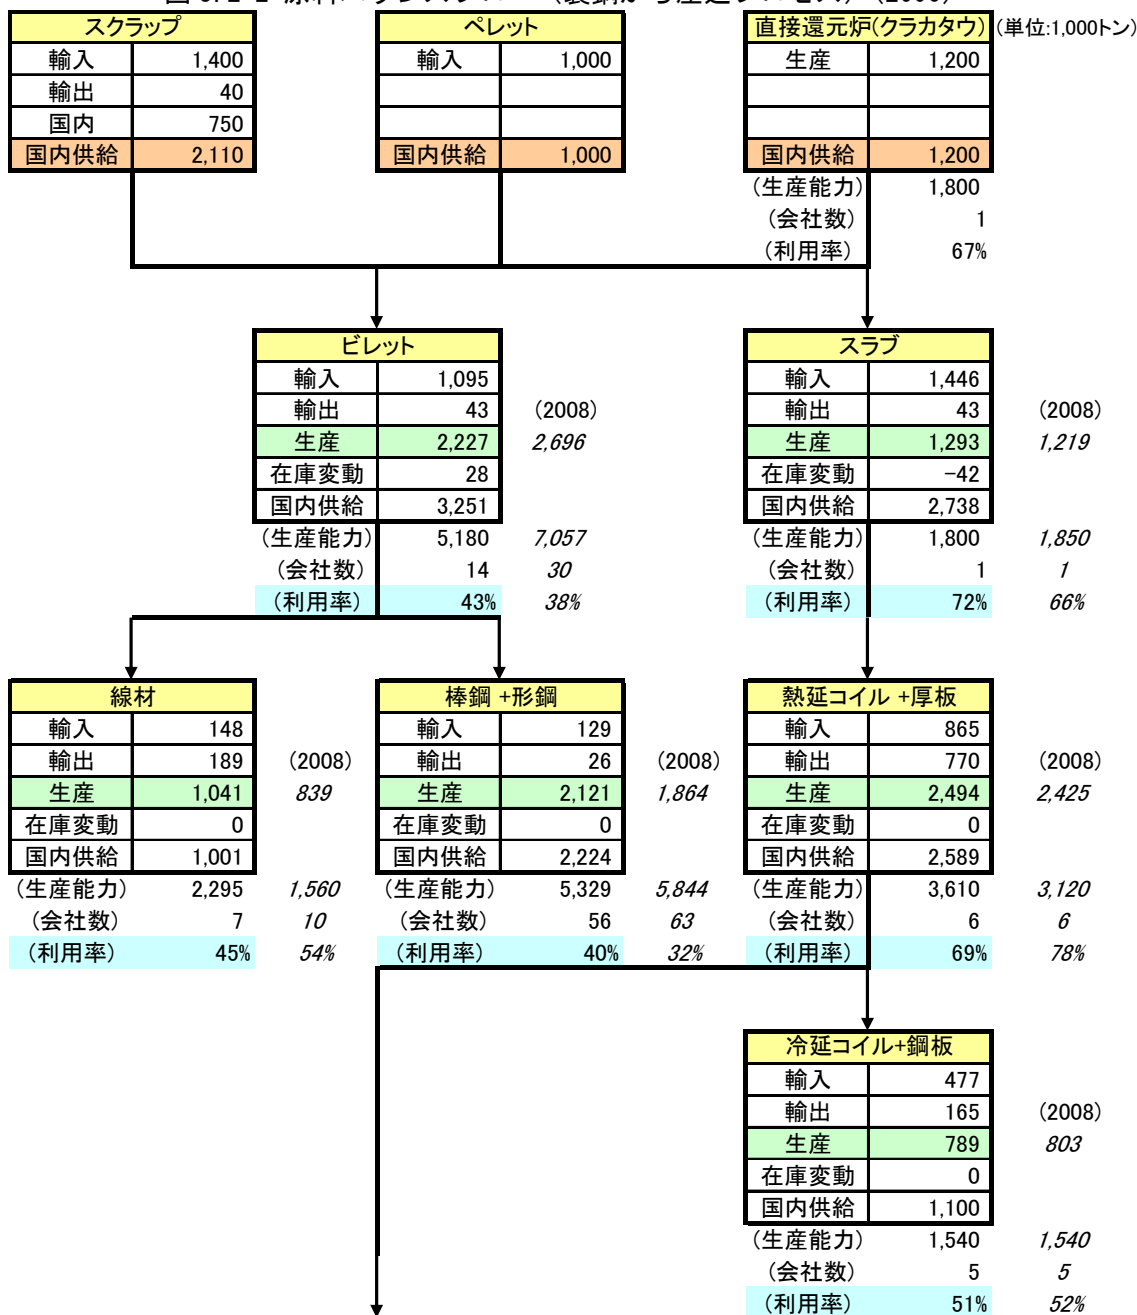 スクラップ
輸入 1,400
輸出 40
国内 750
国内供給 2,110
ペレット
輸入 1,000
国内供給 1,000
直接還元炉(クラカタウ) (単位:1,000トン)
生産 1,200
国内供給 1,200
(生産能力) 1,800
(会社数) 1
(利用率) 67%
ビレット
輸入 1,095
輸出 43 (2008)
生産 2,227 2,696
在庫変動 28
国内供給 3,251
(生産能力) 5,180 7,057
(会社数) 14 30
(利用率) 43% 38%
スラブ
輸入 1,446
輸出 43 (2008)
生産 1,293 1,219
在庫変動 -42
国内供給 2,738
(生産能力) 1,800 1,850
(会社数) 1 1
(利用率) 72% 66%
線材
輸入 148
輸出 189 (2008)
生産 1,041 839
在庫変動 0
国内供給 1,001
(生産能力) 2,295 1,560
(会社数) 7 10
(利用率) 45% 54%
棒鋼 +形鋼
輸入 129
輸出 26 (2008)
生産 2,121 1,864
在庫変動 0
国内供給 2,224
(生産能力) 5,329 5,844
(会社数) 56 63
(利用率) 40% 32%
熱延コイル +厚板
輸入 865
輸出 770 (2008)
生産 2,494 2,425
在庫変動 0
国内供給 2,589
(生産能力) 3,610 3,120
(会社数) 6 6
(利用率) 69% 78%
冷延コイル+鋼板
輸入 477
輸出 165 (2008)
生産 789 803
在庫変動 0
国内供給 1,100
(生産能力) 1,540 1,540
(会社数) 5 5
(利用率) 51% 52%